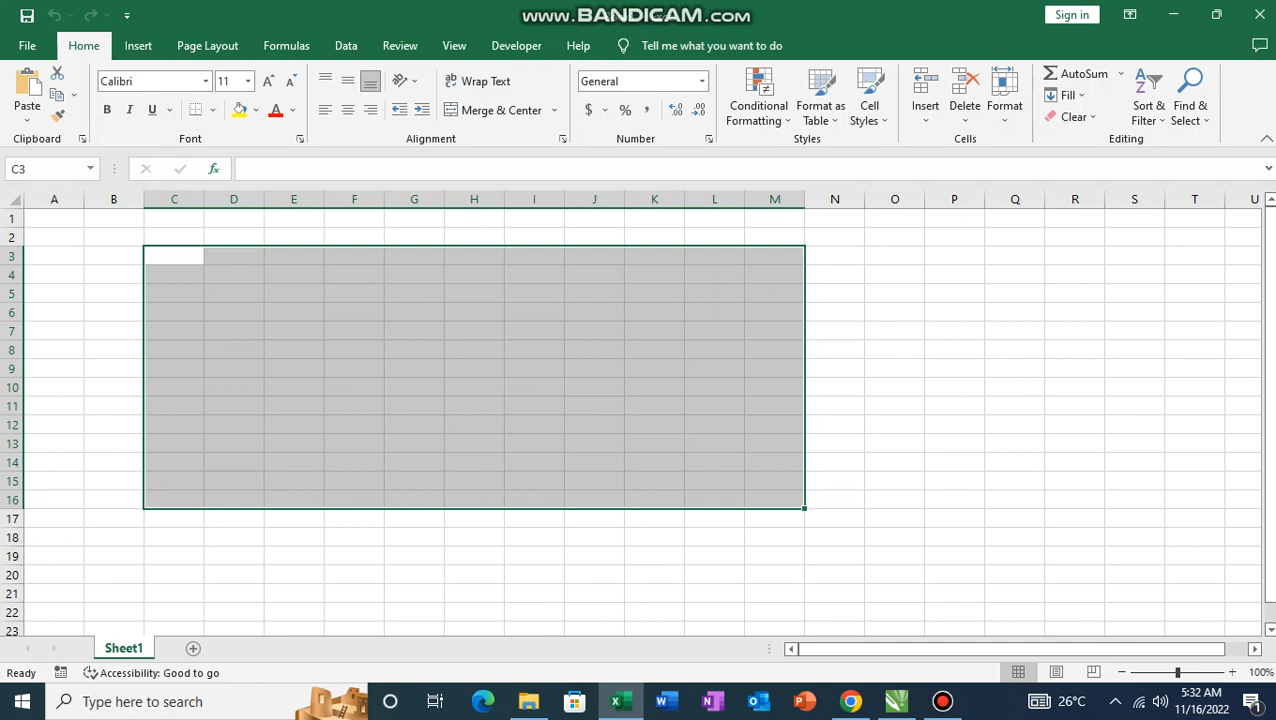 www.BANDICAM.com
Sign in
File Home Insert Page Layout Formulas Data Review View Developer Help Tell me what you want to do
Paste
Calibri 11
B I U A
Wrap Text
Merge & Center
General
$ % ,
Conditional Formatting
Format as Table
Cell Styles
Insert Delete Format
AutoSum
Fill
Clear
Sort & Filter
Find & Select
Clipboard Font Alignment Number Styles Cells Editing
C3 fx
A B C D E F G H I J K L M N O P Q R S T U
1
2
3
4
5
6
7
8
9
10
11
12
13
14
15
16
17
18
19
20
21
22
23
Sheet1
Ready Accessibility: Good to go 100%
Type here to search 26°C 5:32 AM
11/16/2022